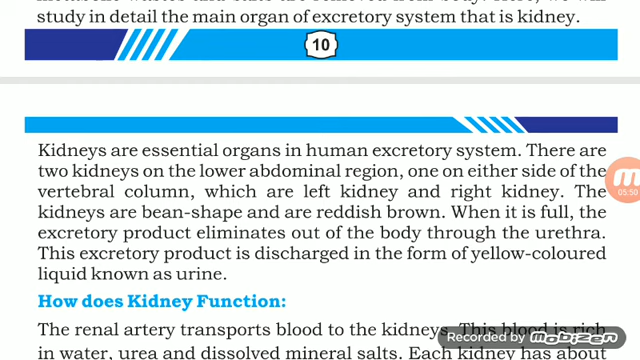 study in detail the main organ of excretory system that is kidney.
10
Kidneys are essential organs in human excretory system. There are
two kidneys on the lower abdominal region, one on either side of the
vertebral column, which are left kidney and right kidney. The
kidneys are bean-shape and are reddish brown. When it is full, the
excretory product eliminates out of the body through the urethra.
This excretory product is discharged in the form of yellow-coloured
liquid known as urine.
How does Kidney Function:
The renal artery transports blood to the kidneys. This blood is rich
in water, urea and dissolved mineral salts. Each kidney has about
05:50
Recorded by
mobizen